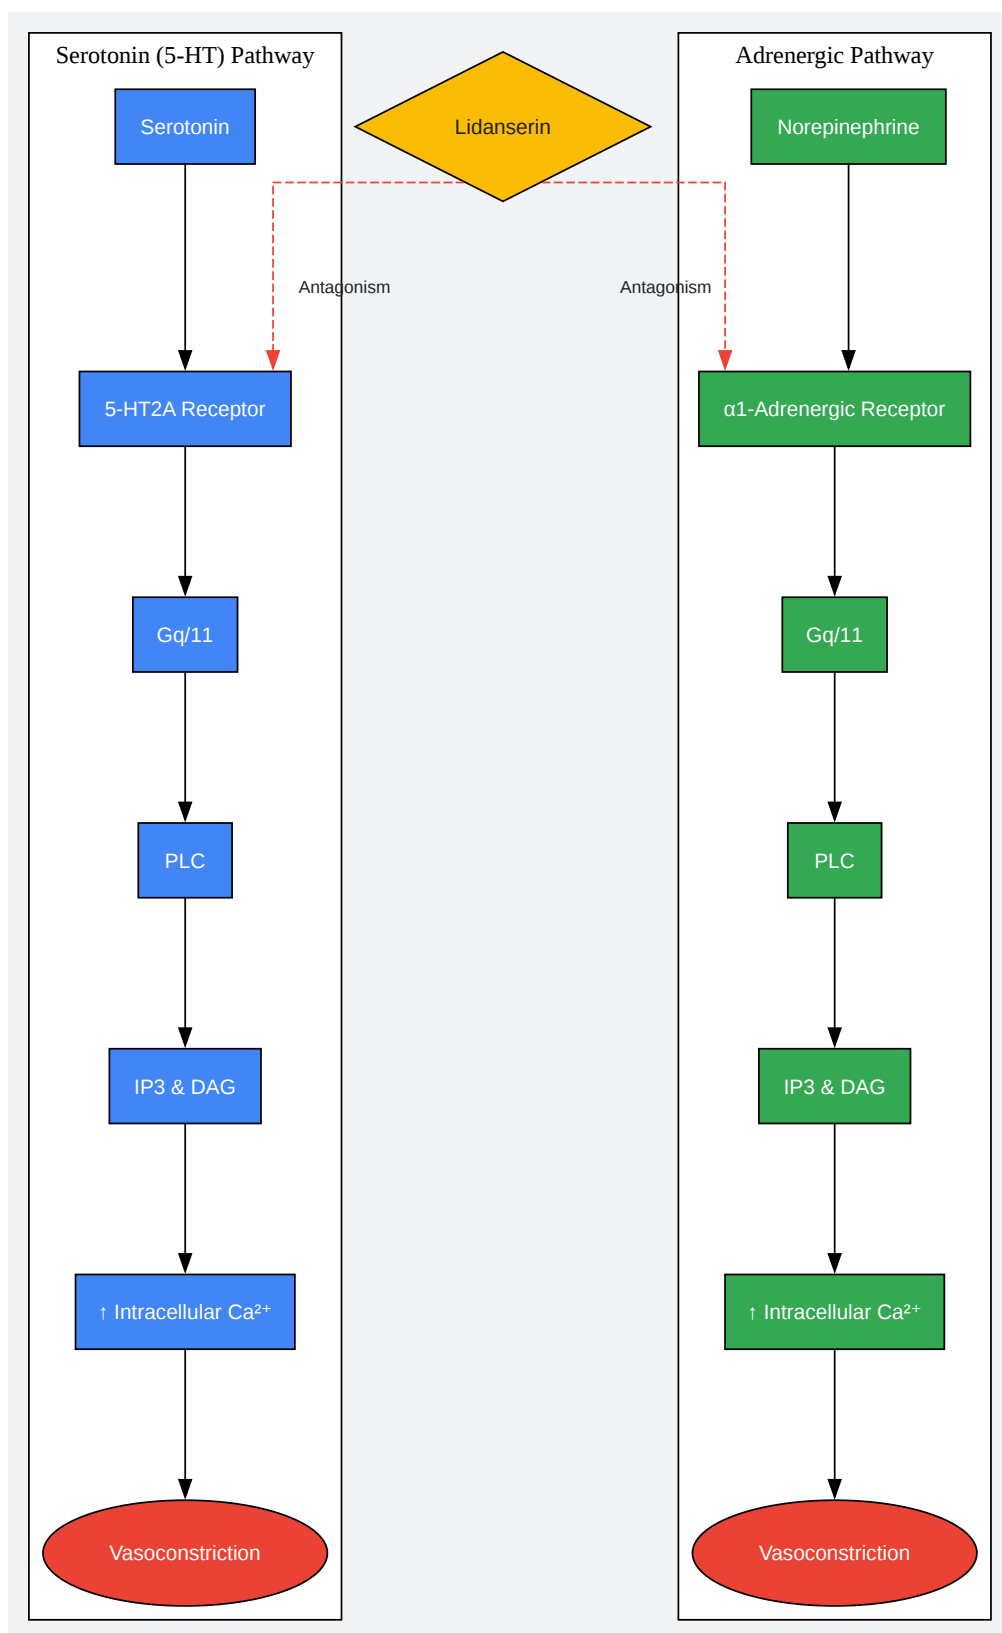 Serotonin (5-HT) Pathway
Serotonin
Lidanserin
Adrenergic Pathway
Norepinephrine
Antagonism
Antagonism
5-HT2A Receptor
α1-Adrenergic Receptor
Gq/11
Gq/11
PLC
PLC
IP3 & DAG
IP3 & DAG
↑ Intracellular Ca²⁺
↑ Intracellular Ca²⁺
Vasoconstriction
Vasoconstriction